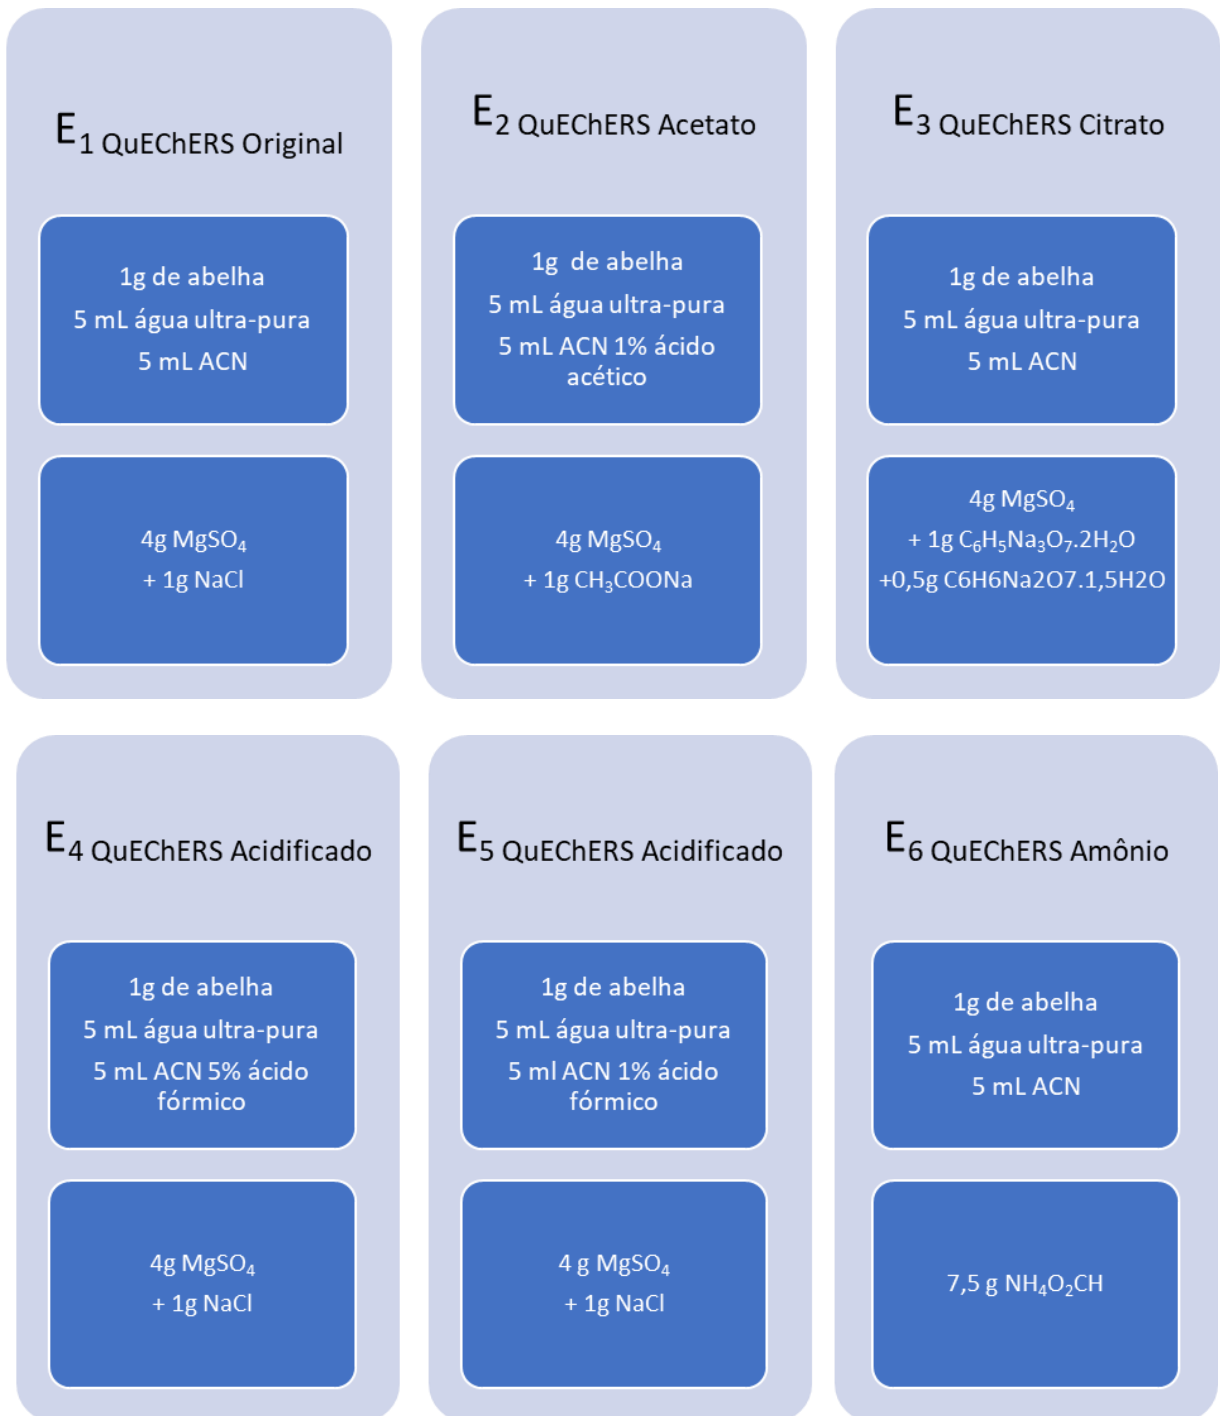 E₁ QuEChERS Original
1g de abelha
5 mL água ultra-pura
5 mL ACN
4g MgSO₄
+ 1g NaCl
E₂ QuEChERS Acetato
1g de abelha
5 mL água ultra-pura
5 mL ACN 1% ácido
acético
4g MgSO₄
+ 1g CH₃COONa
E₃ QuEChERS Citrato
1g de abelha
5 mL água ultra-pura
5 mL ACN
4g MgSO₄
+ 1g C₆H₅Na₃O₇.2H₂O
+0,5g C6H6Na2O7.1,5H2O
E₄ QuEChERS Acidificado
1g de abelha
5 mL água ultra-pura
5 mL ACN 5% ácido
fórmico
4g MgSO₄
+ 1g NaCl
E₅ QuEChERS Acidificado
1g de abelha
5 mL água ultra-pura
5 ml ACN 1% ácido
fórmico
4 g MgSO₄
+ 1g NaCl
E₆ QuEChERS Amônio
1g de abelha
5 mL água ultra-pura
5 mL ACN
7,5 g NH₄O₂CH